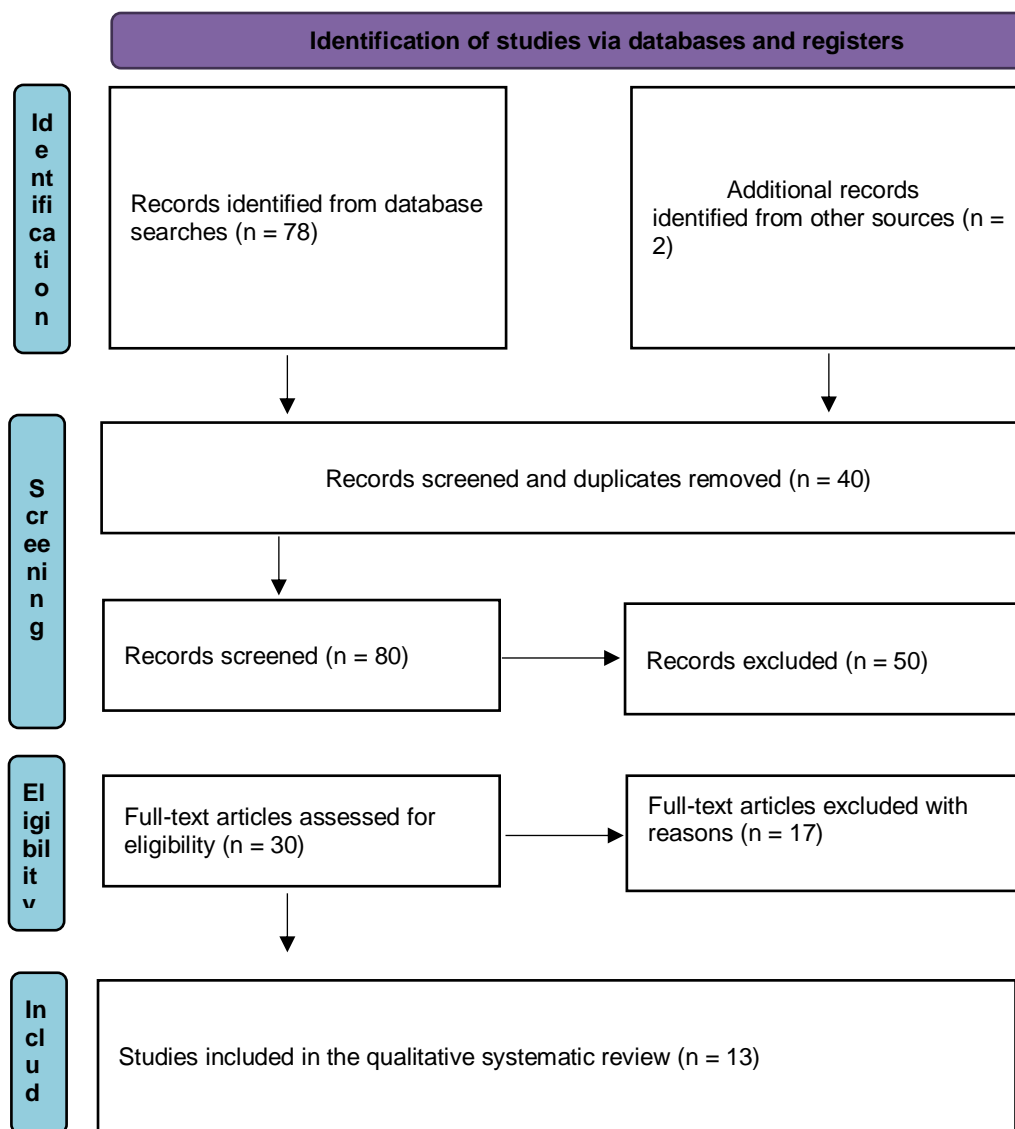 Identification of studies via databases and registers
Id
e
nt
ifi
ca
ti
o
n
Records identified from database
searches (n = 78)
Additional records
identified from other sources (n =
2)
S
cr
ee
ni
n
g
Records screened and duplicates removed (n = 40)
Records screened (n = 80)
Records excluded (n = 50)
El
igi
bil
it
y
Full-text articles assessed for
eligibility (n = 30)
Full-text articles excluded with
reasons (n = 17)
In
cl
u
d
Studies included in the qualitative systematic review (n = 13)